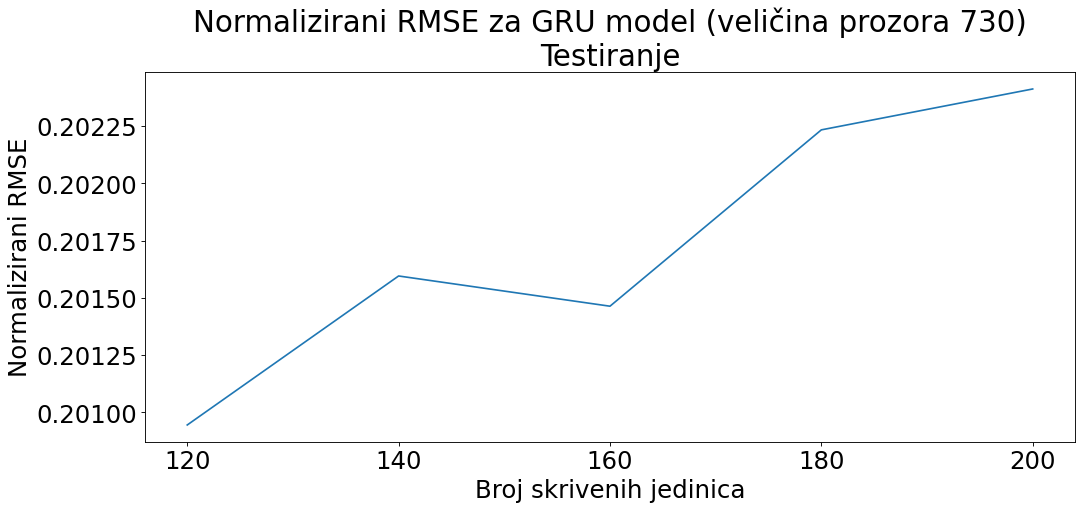 Normalizirani RMSE za GRU model (veličina prozora 730)
Testiranje
Normalizirani RMSE
0.20225
0.20200
0.20175
0.20150
0.20125
0.20100
120 140 160 180 200
Broj skrivenih jedinica